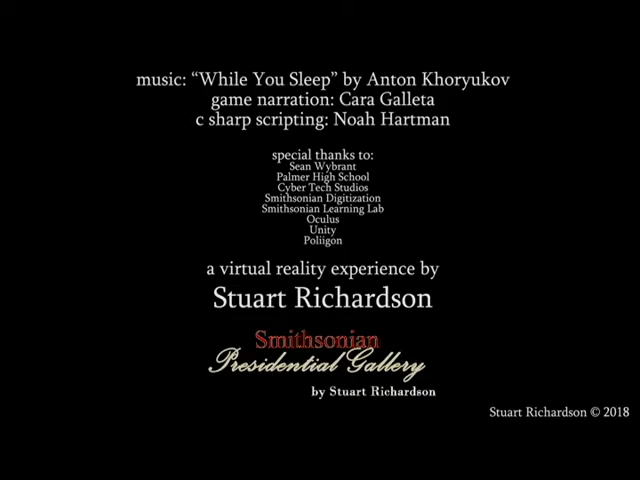 music: “While You Sleep” by Anton Khoryukov
game narration: Cara Galleta
c sharp scripting: Noah Hartman
special thanks to:
Sean Wybrant
Palmer High School
Cyber Tech Studios
Smithsonian Digitization
Smithsonian Learning Lab
Oculus
Unity
Poliigon
a virtual reality experience by
Stuart Richardson
Smithsonian
Presidential Gallery
by Stuart Richardson
Stuart Richardson © 2018